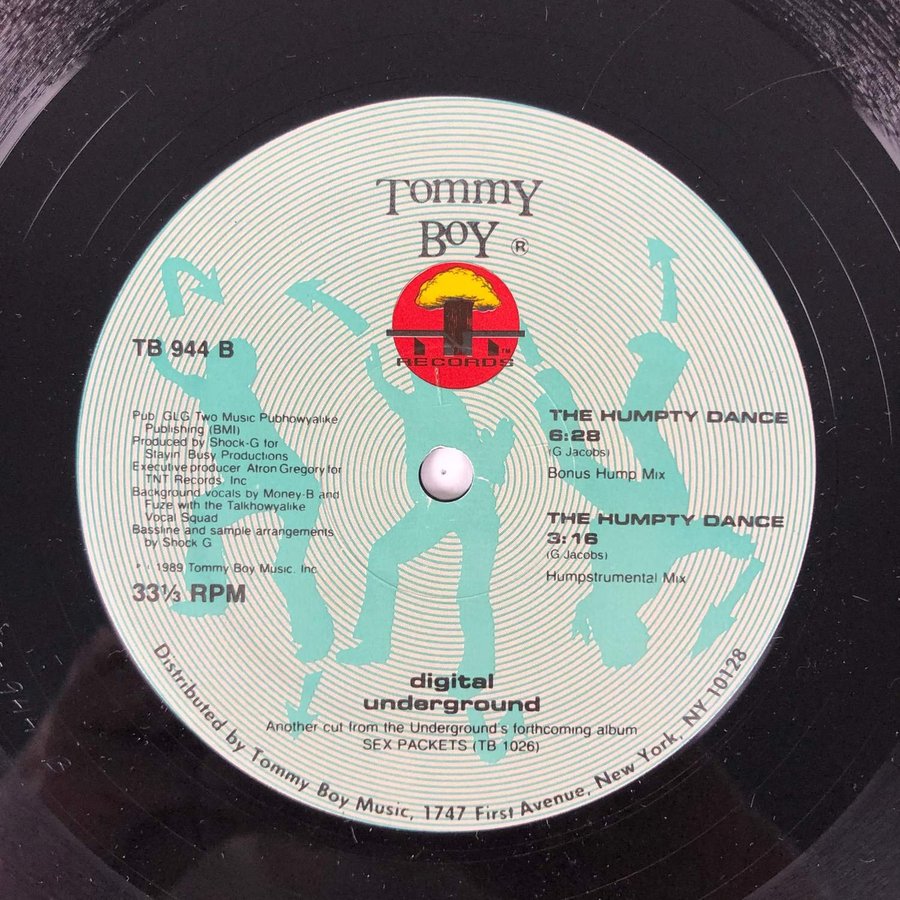 TOMMY
BOY ®
TNT ™
RECORDS
TB 944 B
Pub. GLG Two Music Pubhowyalike
Publishing (BMI)
Produced by Shock-G for
Stayin' Busy Productions
Executive producer Atron Gregory for
TNT Records, Inc
Background vocals by Money-B and
Fuze with the Talkhowyalike
Vocal Squad
Bassline and sample arrangements
by Shock G
1989 Tommy Boy Music. Inc
33⅓ RPM
THE HUMPTY DANCE
6:28
(G Jacobs)
Bonus Hump Mix
THE HUMPTY DANCE
3:16
(G Jacobs)
Humpstrumental Mix
digital
underground
Another cut from the Underground's forthcoming album
SEX PACKETS (TB 1026)
Distributed by Tommy Boy Music, 1747 First Avenue, New York, NY 10128